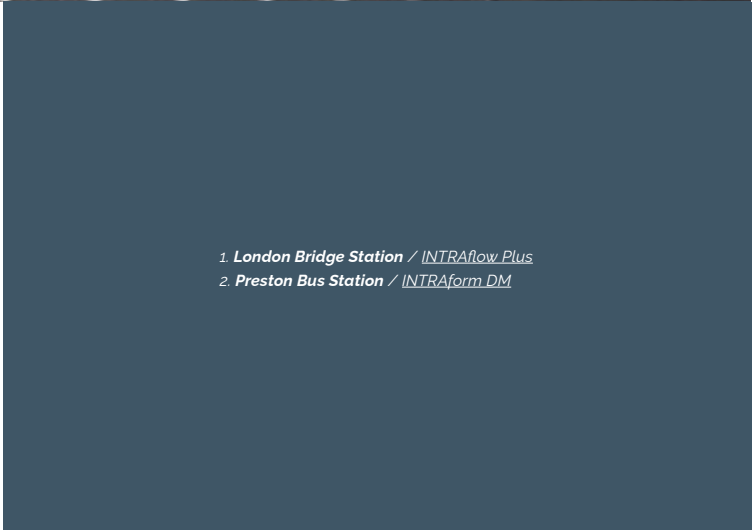 1. London Bridge Station / INTRAflow Plus
2. Preston Bus Station / INTRAform DM